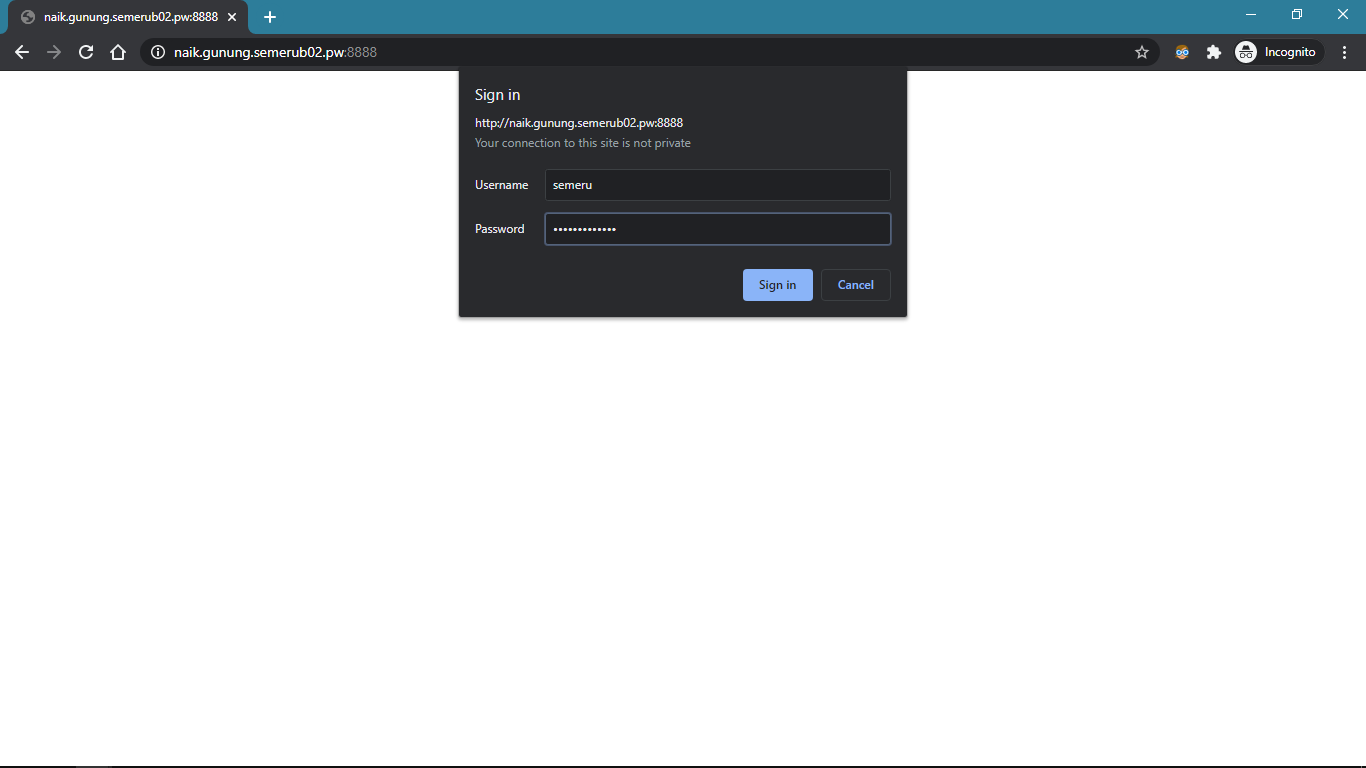 naik.gunung.semerub02.pw:8888
naik.gunung.semerub02.pw:8888
Incognito
Sign in
http://naik.gunung.semerub02.pw:8888
Your connection to this site is not private
Username semeru
Password •••••••••••••
Sign in Cancel